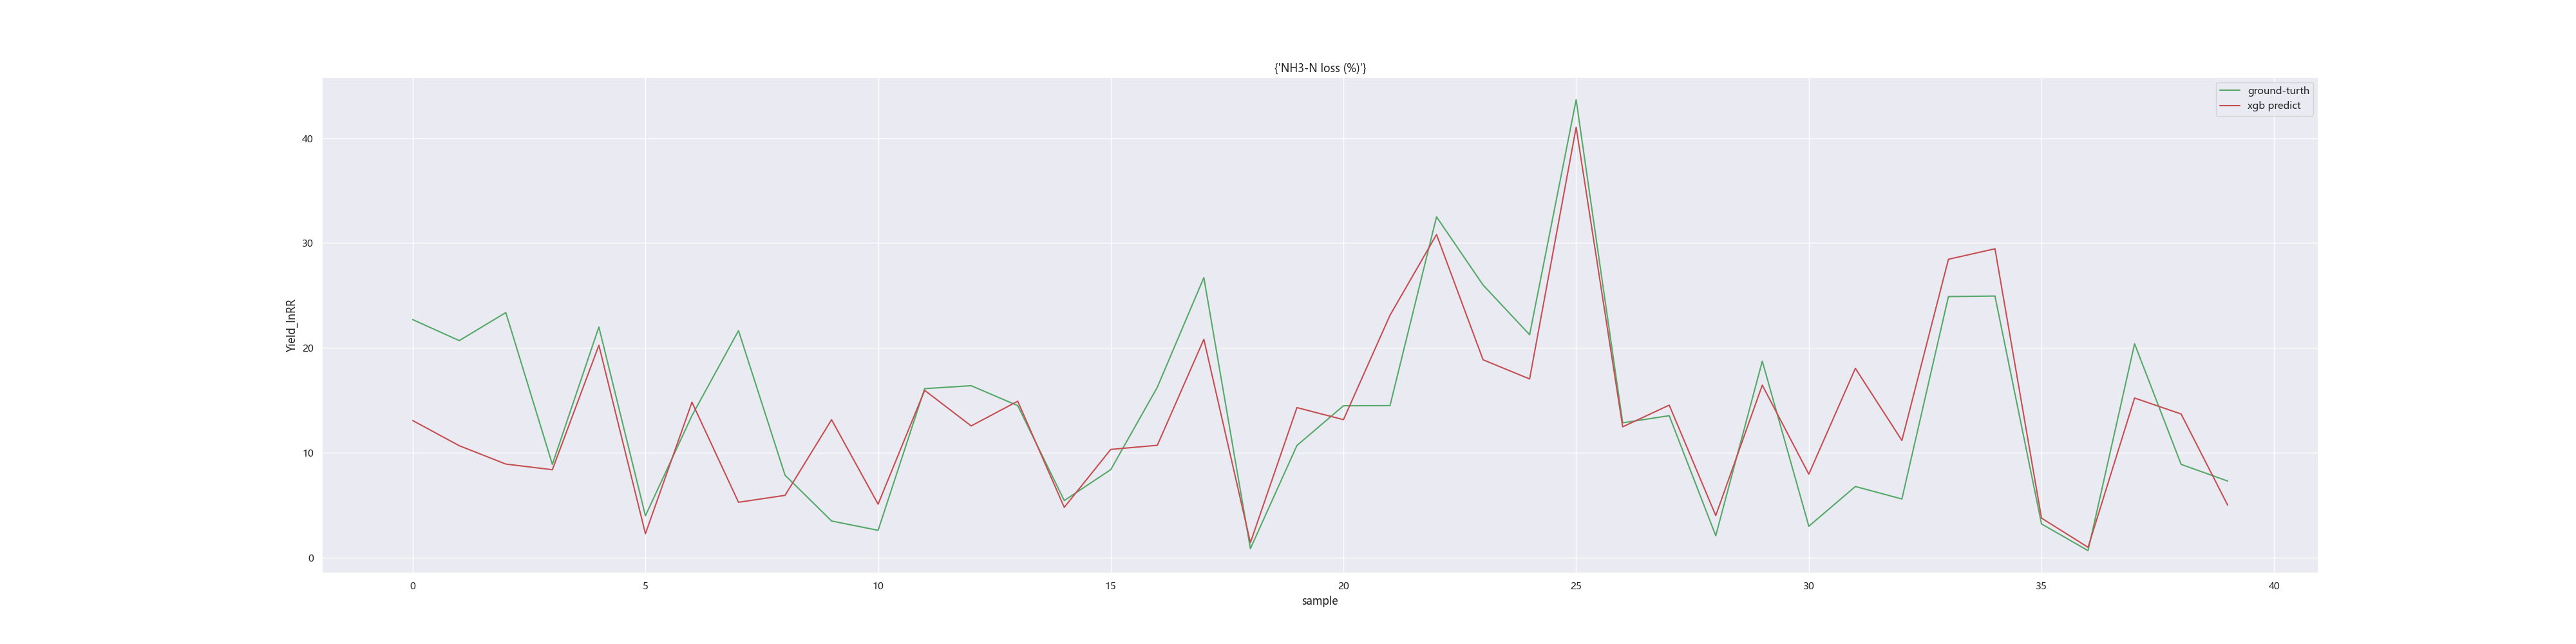 {'NH3-N loss (%)'}
ground-turth
xgb predict
Yield_lnRR
40
30
20
10
0
0 5 10 15 20 25 30 35 40
sample